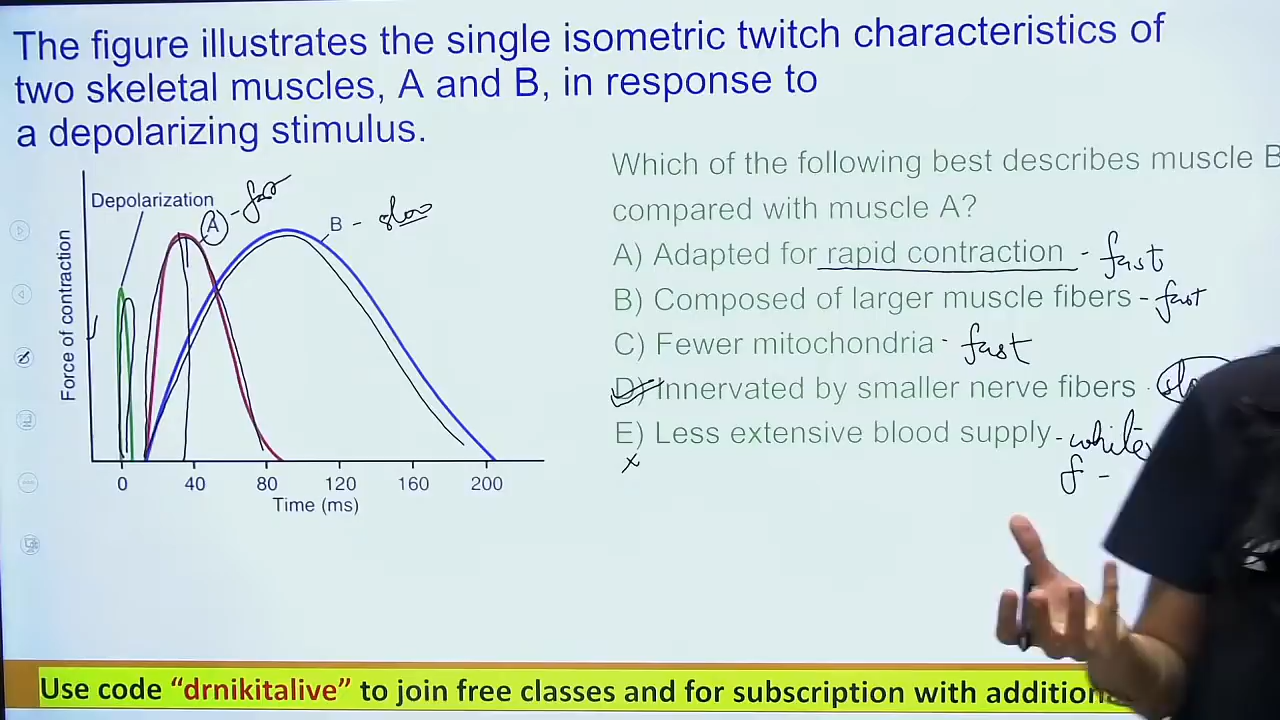 The figure illustrates the single isometric twitch characteristics of
two skeletal muscles, A and B, in response to
a depolarizing stimulus.
Which of the following best describes muscle B
compared with muscle A?
A) Adapted for rapid contraction - fast
B) Composed of larger muscle fibers - fast
C) Fewer mitochondria - fast
D) Innervated by smaller nerve fibers -
E) Less extensive blood supply - white
f -
Depolarization
A - fast
B - slow
Force of contraction
0 40 80 120 160 200
Time (ms)
Use code “drnikitalive” to join free classes and for subscription with